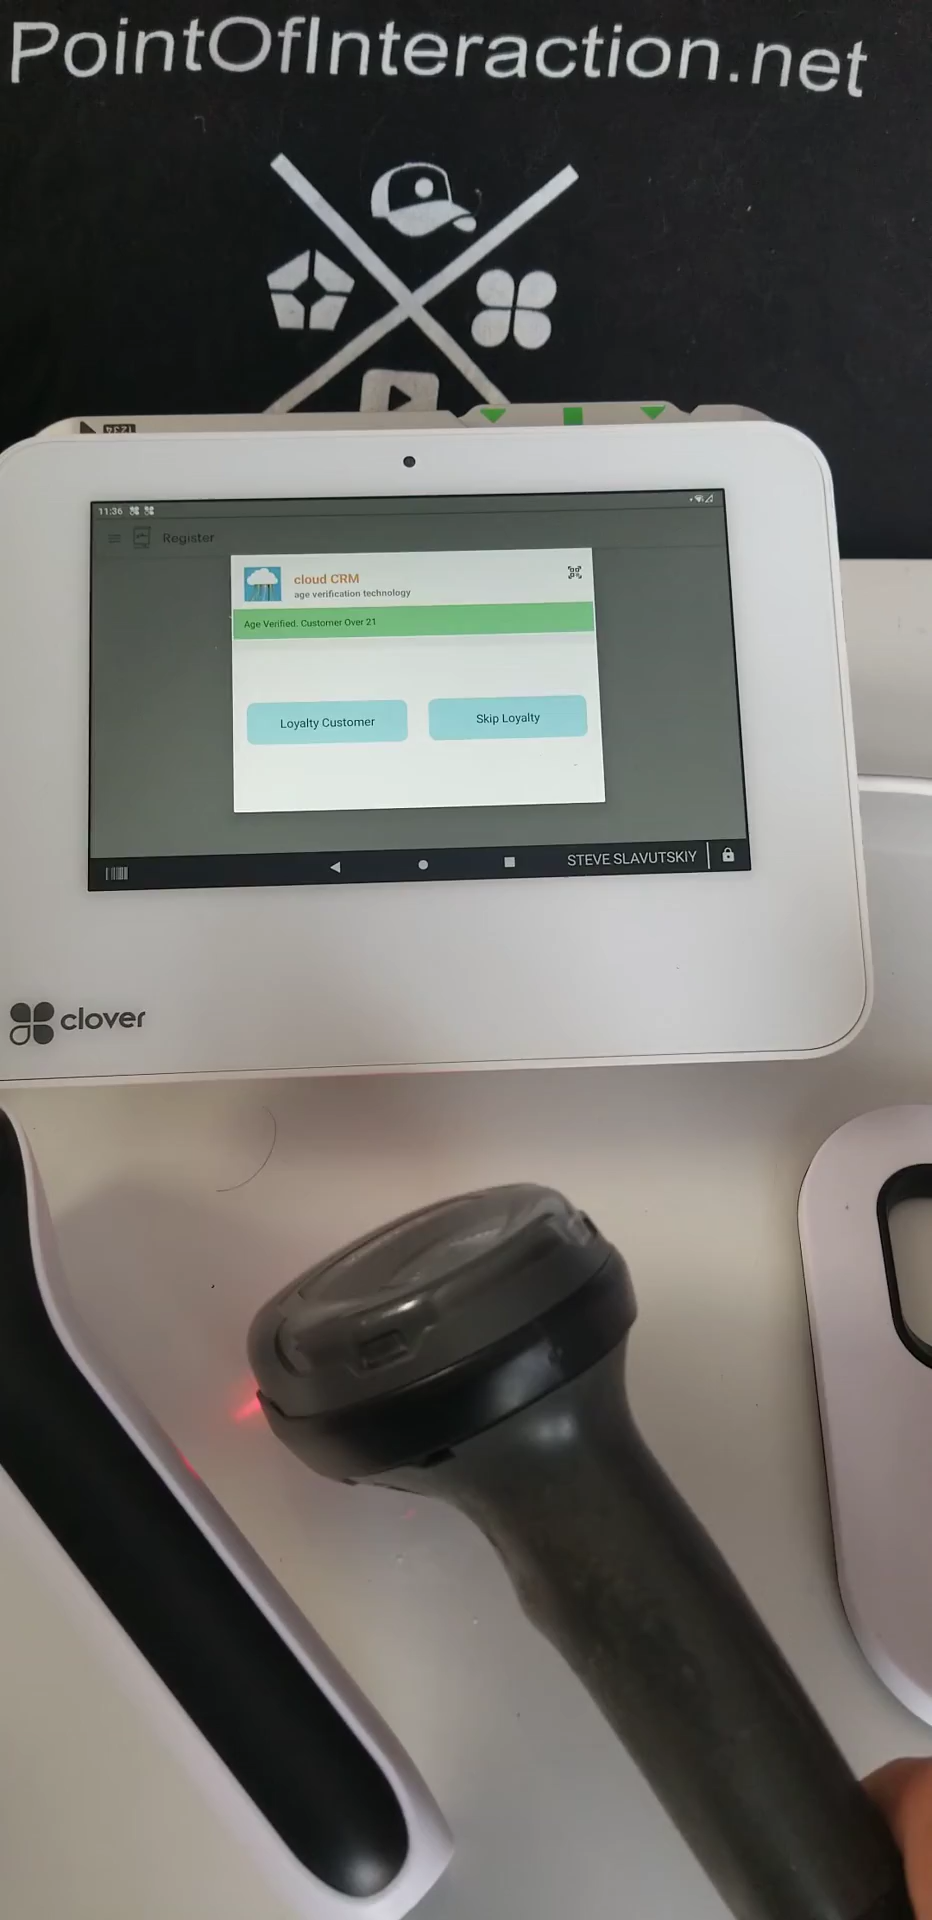 PointOfInteraction.net
1234
11:36
Register
cloud CRM
age verification technology
Age Verified. Customer Over 21
Loyalty Customer
Skip Loyalty
STEVE SLAVUTSKIY
clover